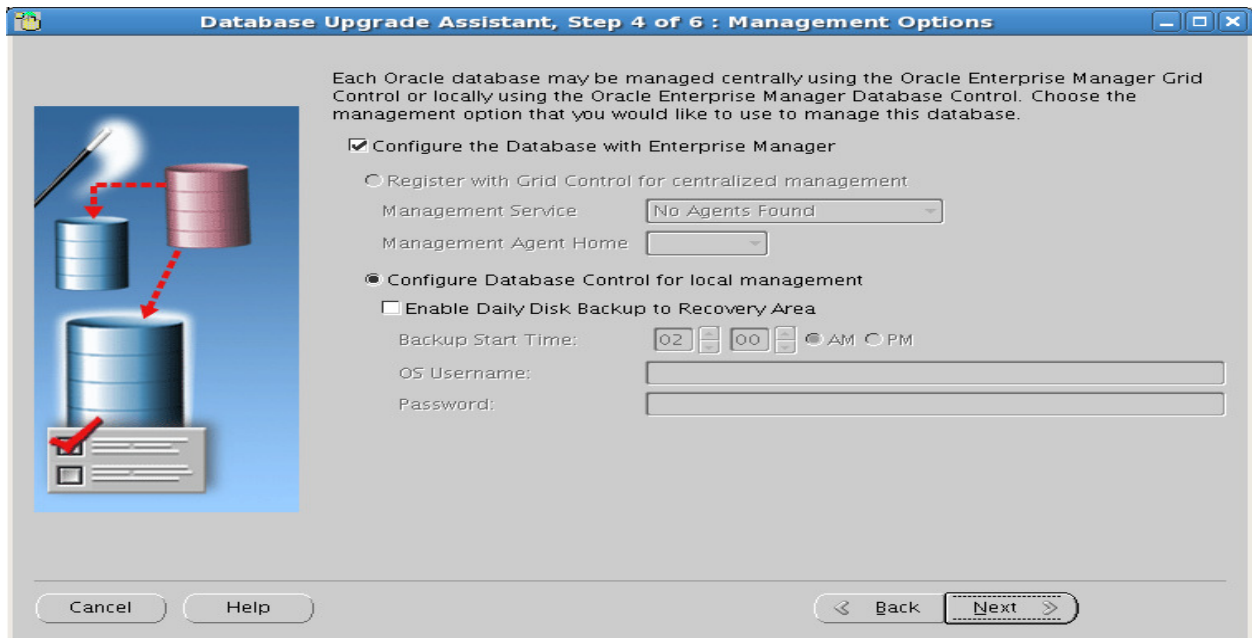 Database Upgrade Assistant, Step 4 of 6 : Management Options
Each Oracle database may be managed centrally using the Oracle Enterprise Manager Grid
Control or locally using the Oracle Enterprise Manager Database Control. Choose the
management option that you would like to use to manage this database.
Configure the Database with Enterprise Manager
Register with Grid Control for centralized management
Management Service No Agents Found
Management Agent Home
Configure Database Control for local management
Enable Daily Disk Backup to Recovery Area
Backup Start Time: 02 00 AM PM
OS Username:
Password:
Cancel Help Back Next